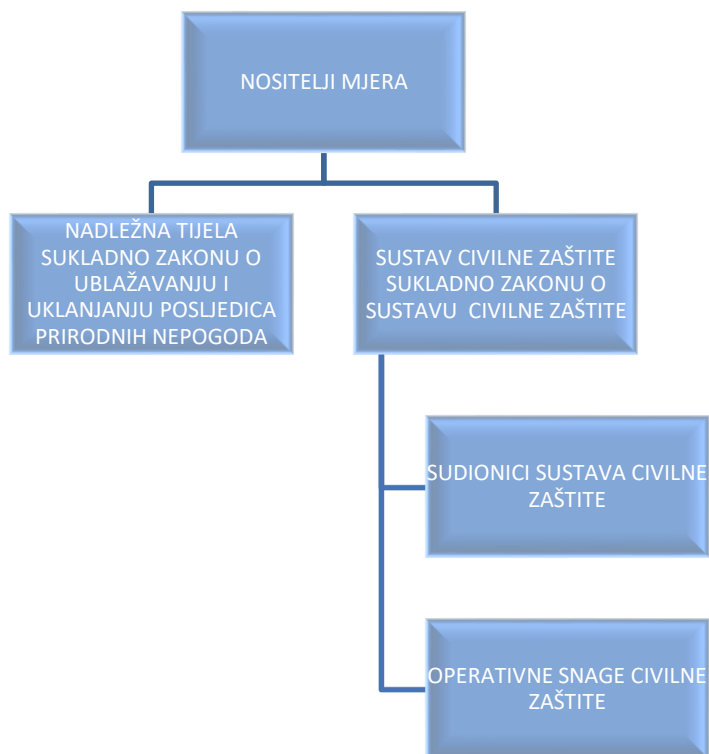 NOSITELJI MJERA
NADLEŽNA TIJELA
SUKLADNO ZAKONU O
UBLAŽAVANJU I
UKLANJANJU POSLJEDICA
PRIRODNIH NEPOGODA
SUSTAV CIVILNE ZAŠTITE
SUKLADNO ZAKONU O
SUSTAVU CIVILNE ZAŠTITE
SUDIONICI SUSTAVA CIVILNE
ZAŠTITE
OPERATIVNE SNAGE CIVILNE
ZAŠTITE